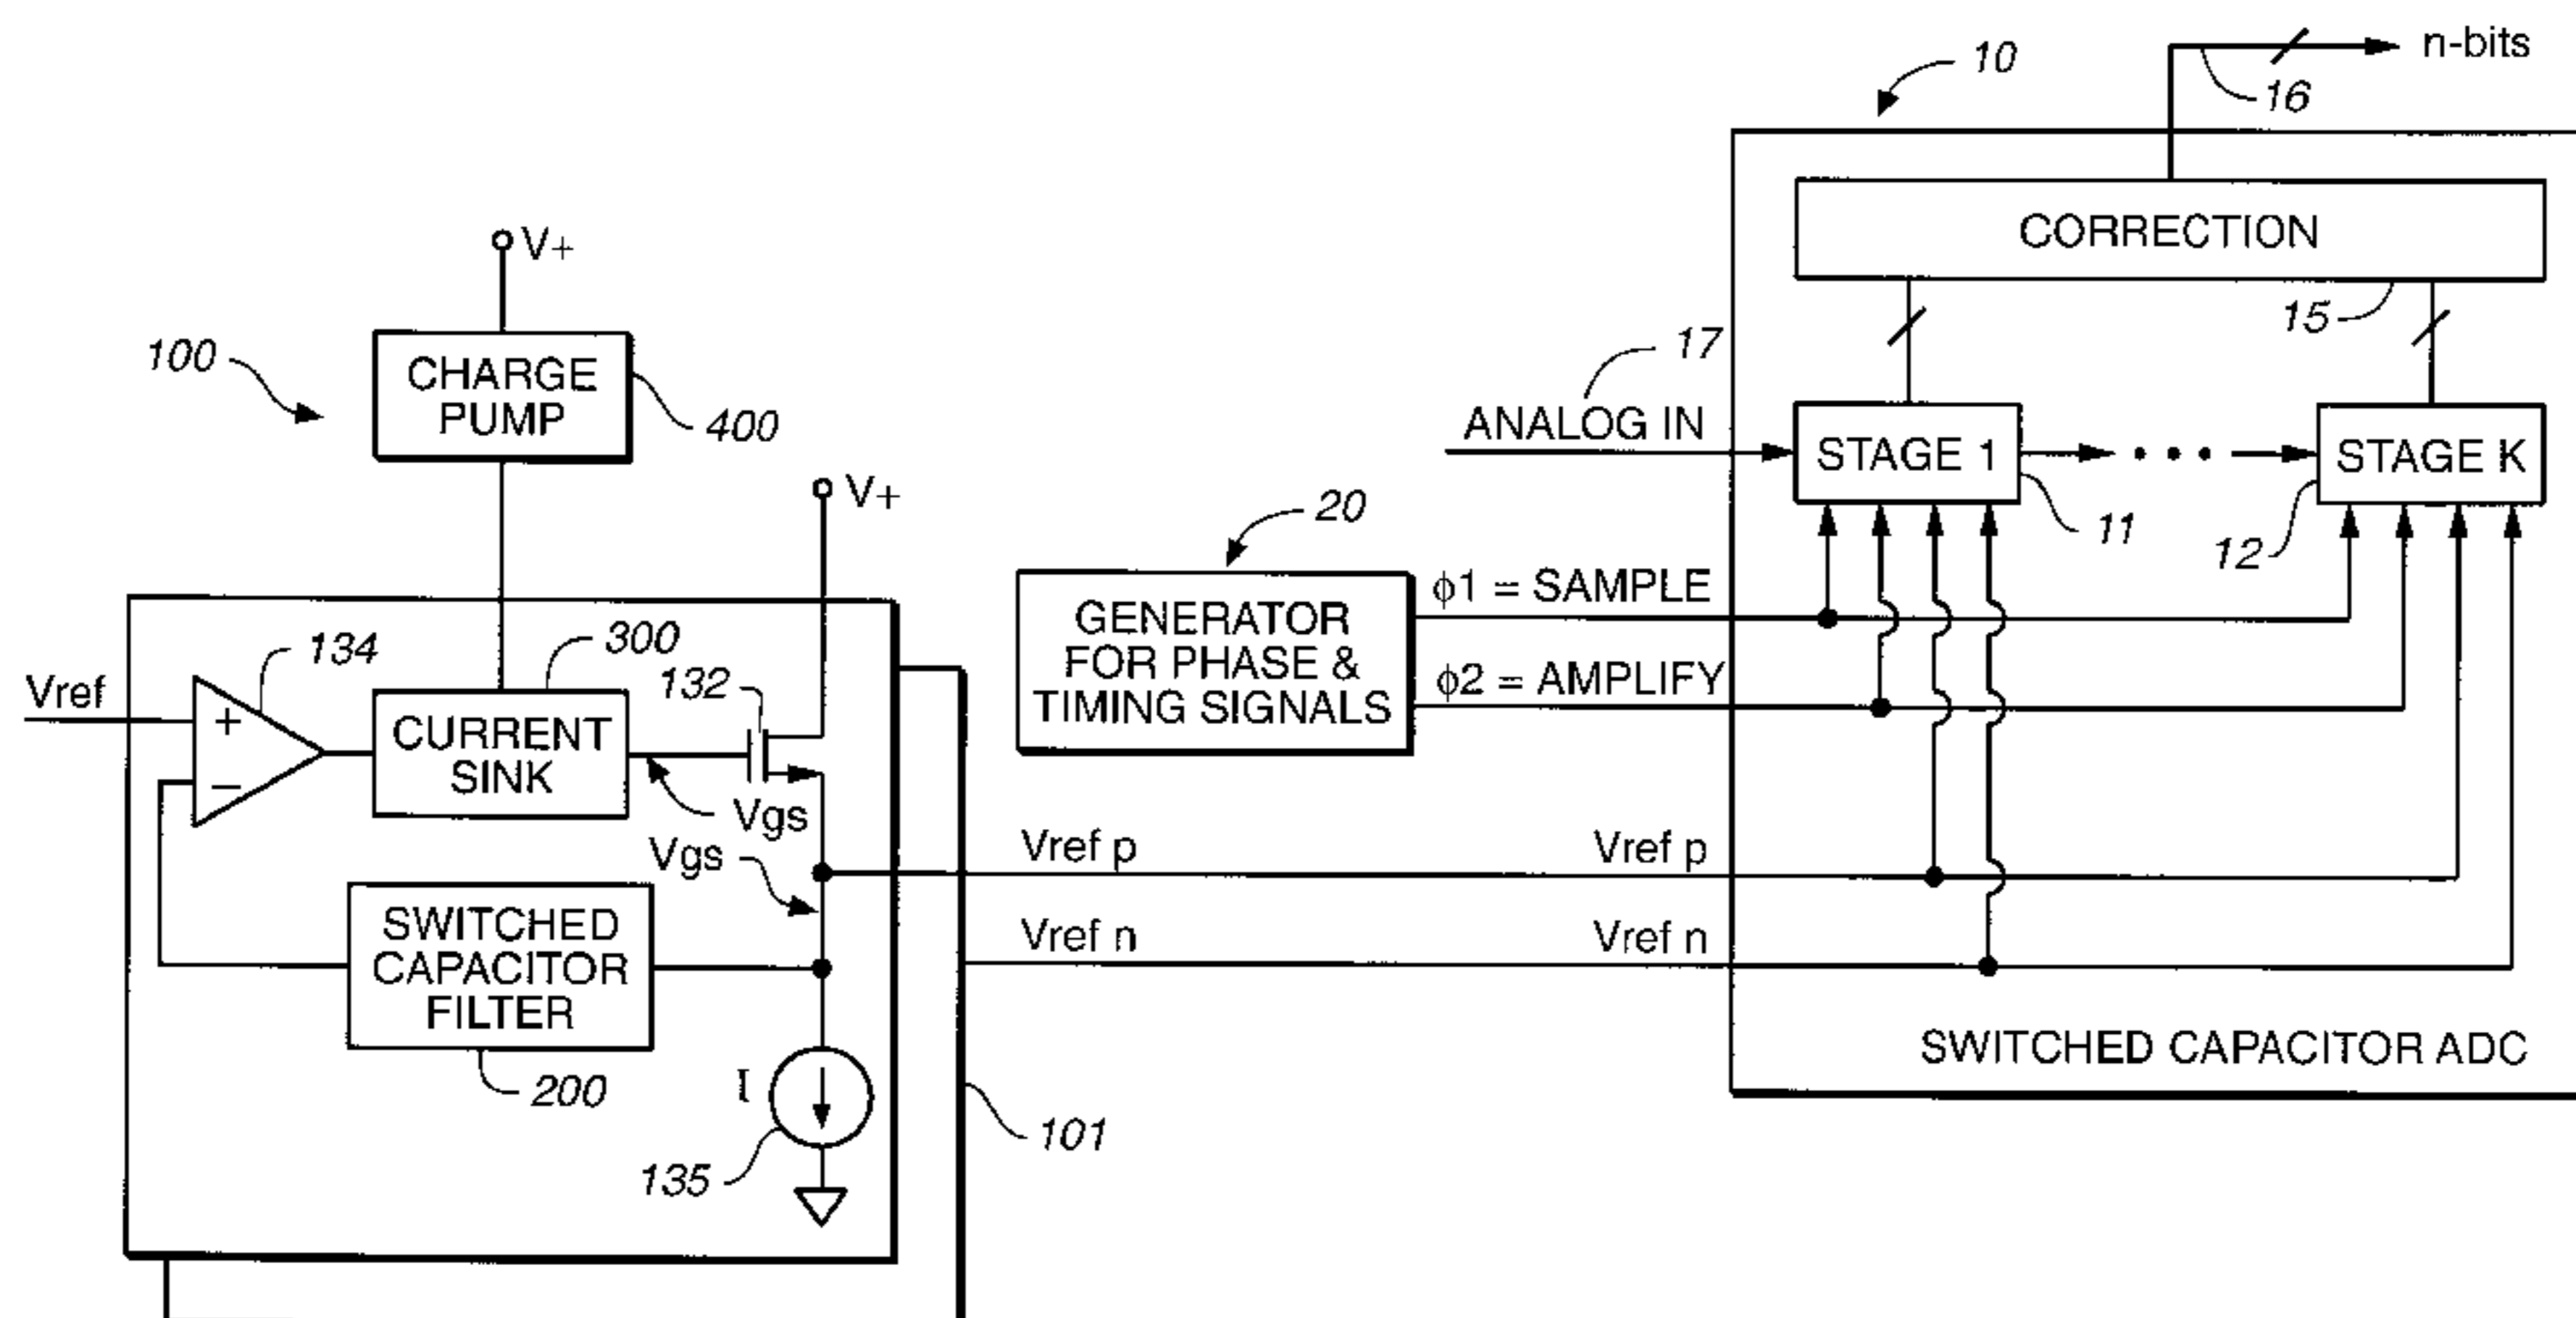 10
n-bits
16
CORRECTION
V+
15
17
100
CHARGE
PUMP
400
ANALOG IN
STAGE 1
STAGE K
V+
20
11
12
ϕ1 = SAMPLE
GENERATOR
FOR PHASE &
TIMING SIGNALS
ϕ2 = AMPLIFY
134
300
132
Vref
+
−
CURRENT
SINK
Vgs
Vgs
Vref p
Vref p
SWITCHED
CAPACITOR
FILTER
Vref n
Vref n
SWITCHED CAPACITOR ADC
200
I
101
135